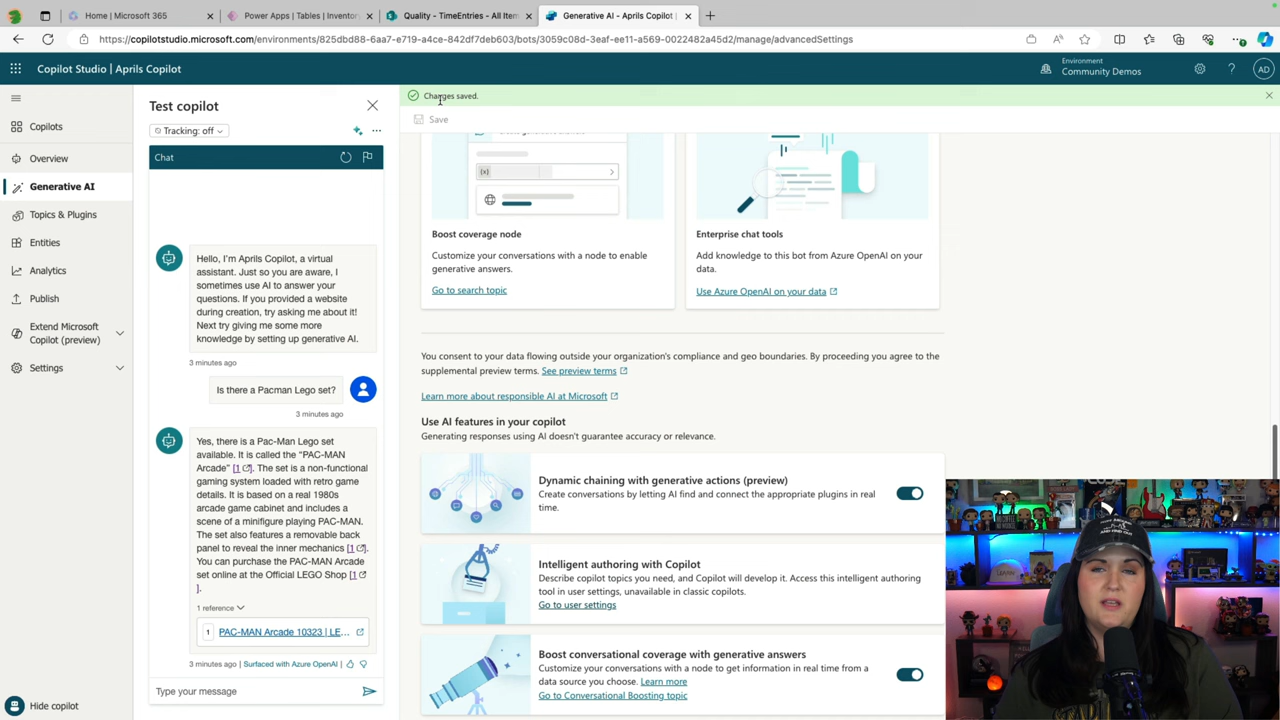 Home | Microsoft 365
Power Apps | Tables | Inventor
Quality - TimeEntries - All Item
Generative AI - Aprils Copilot
https://copilotstudio.microsoft.com/environments/825dbd88-6aa7-e719-a4ce-842df7deb603/bots/3059c08d-3eaf-ee11-a569-0022482a45d2/manage/advancedSettings
Copilot Studio | Aprils Copilot
Environment
Community Demos
AD
Copilots
Overview
Generative AI
Topics & Plugins
Entities
Analytics
Publish
Extend Microsoft
Copilot (preview)
Settings
Hide copilot
Test copilot
Tracking: off
Chat
Hello, I'm Aprils Copilot, a virtual
assistant. Just so you are aware, I
sometimes use AI to answer your
questions. If you provided a website
during creation, try asking me about it!
Next try giving me some more
knowledge by setting up generative AI.
3 minutes ago
Is there a Pacman Lego set?
3 minutes ago
Yes, there is a Pac-Man Lego set
available. It is called the "PAC-MAN
Arcade" [1]. The set is a non-functional
gaming system loaded with retro game
details. It is based on a real 1980s
arcade game cabinet and includes a
scene of a minifigure playing PAC-MAN.
The set also features a removable back
panel to reveal the inner mechanics [1].
You can purchase the PAC-MAN Arcade
set online at the Official LEGO Shop [1
].
1 reference
1 PAC-MAN Arcade 10323 | LE...
3 minutes ago | Surfaced with Azure OpenAI |
Type your message
Changes saved.
Save
{x}
Boost coverage node
Customize your conversations with a node to enable
generative answers.
Go to search topic
Enterprise chat tools
Add knowledge to this bot from Azure OpenAI on your
data.
Use Azure OpenAI on your data
You consent to your data flowing outside your organization's compliance and geo boundaries. By proceeding you agree to the
supplemental preview terms. See preview terms
Learn more about responsible AI at Microsoft
Use AI features in your copilot
Generating responses using AI doesn't guarantee accuracy or relevance.
Dynamic chaining with generative actions (preview)
Create conversations by letting AI find and connect the appropriate plugins in real
time.
Intelligent authoring with Copilot
Describe copilot topics you need, and Copilot will develop it. Access this intelligent authoring
tool in user settings, unavailable in classic copilots.
Go to user settings
Boost conversational coverage with generative answers
Customize your conversations with a node to get information in real time from a
data source you choose. Learn more
Go to Conversational Boosting topic